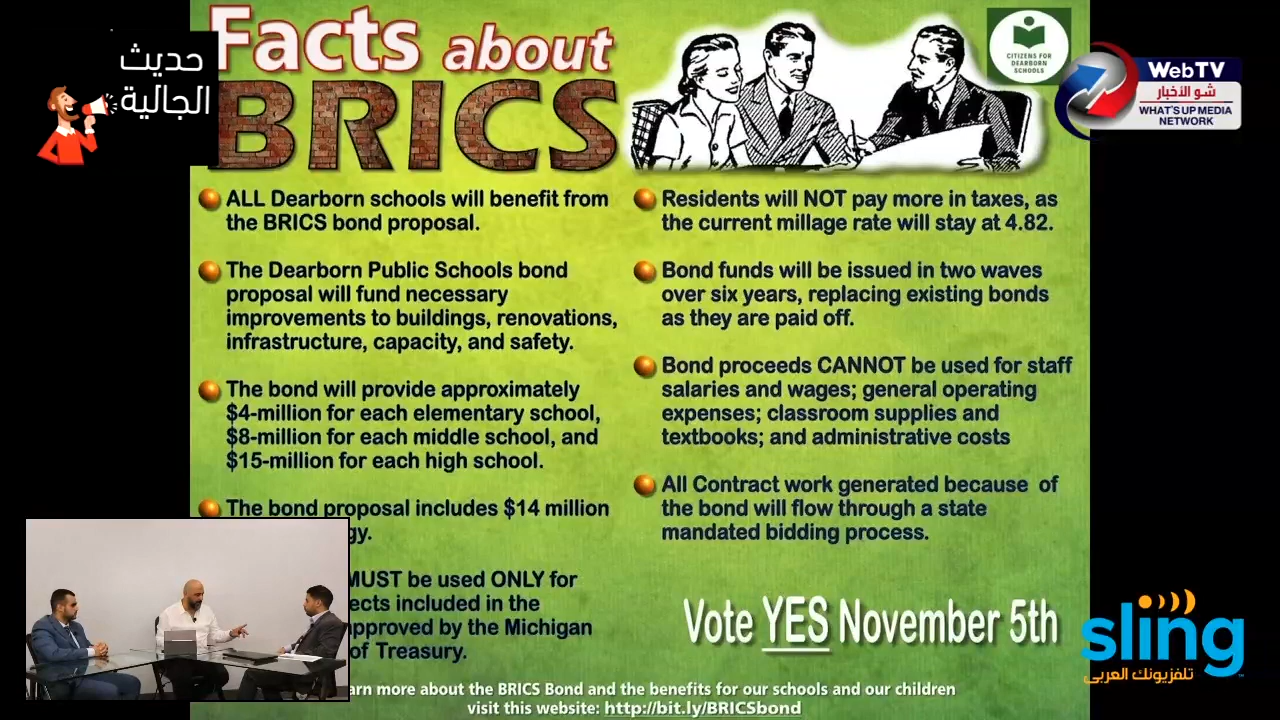 حديث
الجالية
Facts about
BRICS
CITIZENS FOR
DEARBORN
SCHOOLS
WebTV
شو الأخبار
WHAT'S UP MEDIA
NETWORK
ALL Dearborn schools will benefit from
the BRICS bond proposal.
The Dearborn Public Schools bond
proposal will fund necessary
improvements to buildings, renovations,
infrastructure, capacity, and safety.
The bond will provide approximately
$4-million for each elementary school,
$8-million for each middle school, and
$15-million for each high school.
The bond proposal includes $14 million
gy.
MUST be used ONLY for
ects included in the
approved by the Michigan
of Treasury.
Residents will NOT pay more in taxes, as
the current millage rate will stay at 4.82.
Bond funds will be issued in two waves
over six years, replacing existing bonds
as they are paid off.
Bond proceeds CANNOT be used for staff
salaries and wages; general operating
expenses; classroom supplies and
textbooks; and administrative costs
All Contract work generated because of
the bond will flow through a state
mandated bidding process.
Vote YES November 5th
arn more about the BRICS Bond and the benefits for our schools and our children
visit this website: http://bit.ly/BRICSbond
sling
تلفزيونك العربي